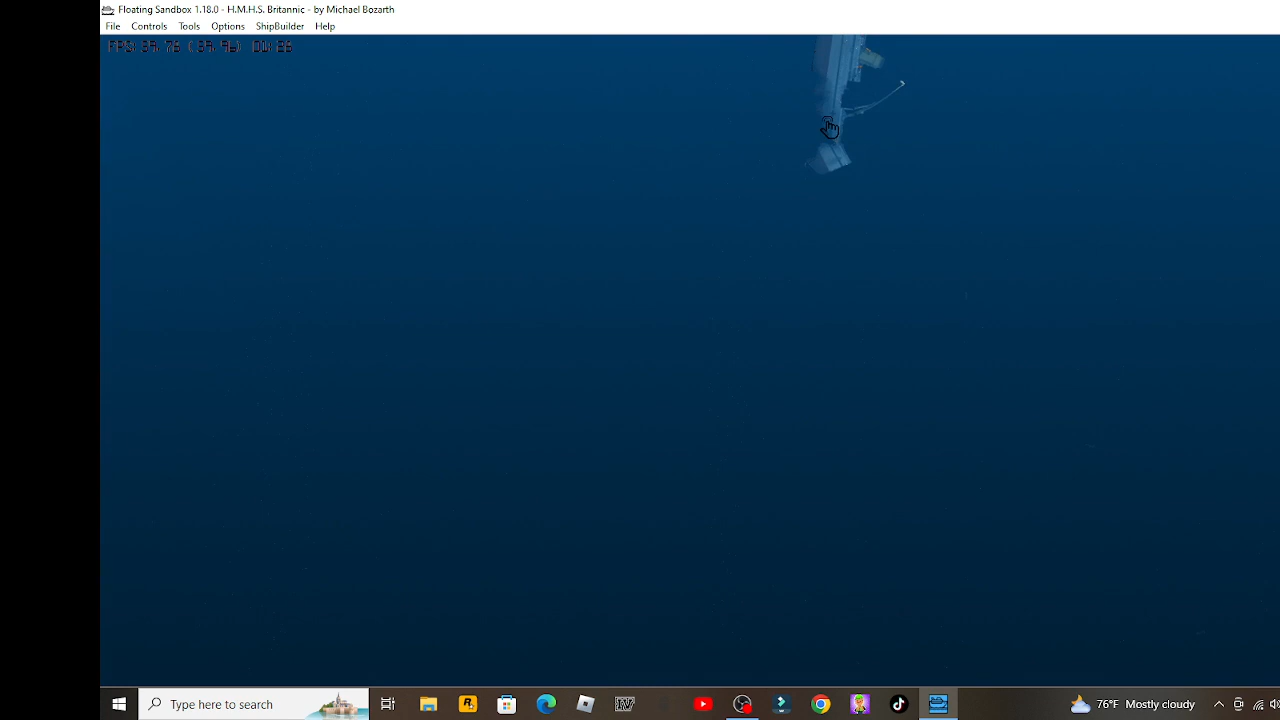 Floating Sandbox 1.18.0 - H.M.H.S. Britannic - by Michael Bozarth
File Controls Tools Options ShipBuilder Help
Type here to search
IV
76°F Mostly cloudy